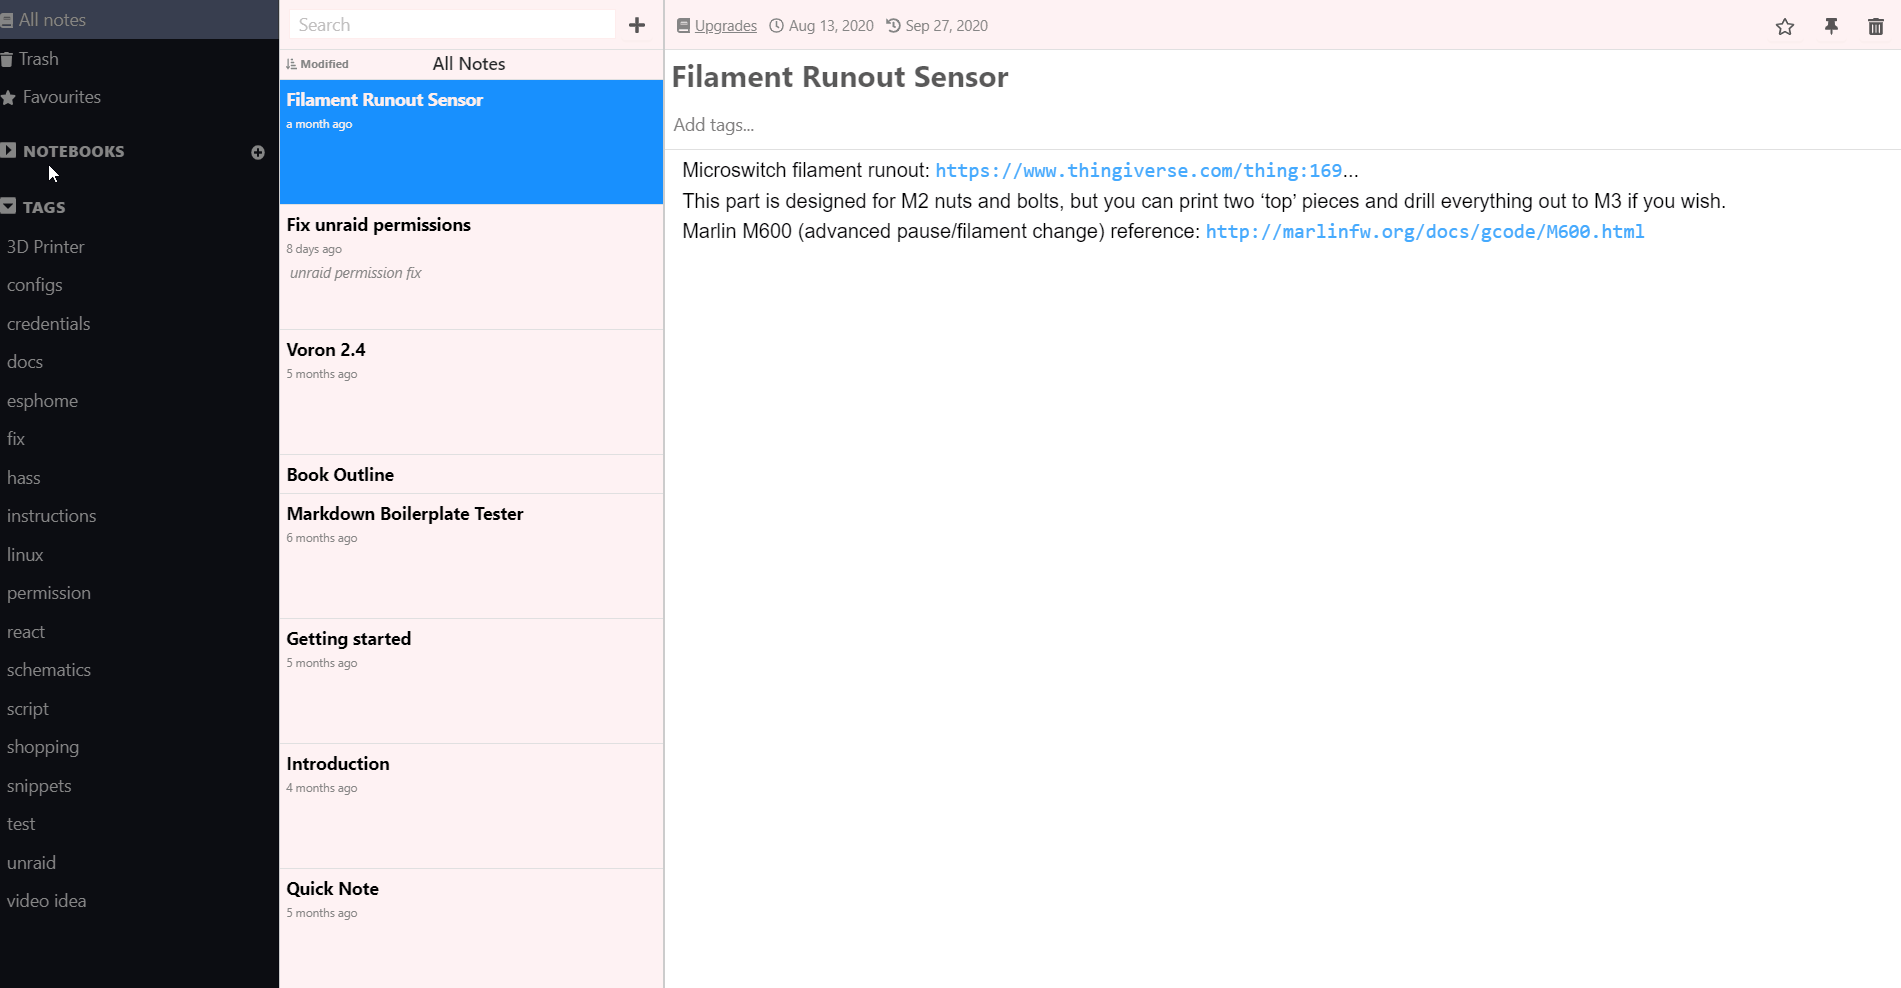 All notes
Trash
Favourites
NOTEBOOKS
TAGS
3D Printer
configs
credentials
docs
esphome
fix
hass
instructions
linux
permission
react
schematics
script
shopping
snippets
test
unraid
video idea
Search
Modified
All Notes
Filament Runout Sensor
a month ago
Fix unraid permissions
8 days ago
unraid permission fix
Voron 2.4
5 months ago
Book Outline
Markdown Boilerplate Tester
6 months ago
Getting started
5 months ago
Introduction
4 months ago
Quick Note
5 months ago
Upgrades Aug 13, 2020 Sep 27, 2020
Filament Runout Sensor
Add tags...
Microswitch filament runout: https://www.thingiverse.com/thing:169...
This part is designed for M2 nuts and bolts, but you can print two ‘top’ pieces and drill everything out to M3 if you wish.
Marlin M600 (advanced pause/filament change) reference: http://marlinfw.org/docs/gcode/M600.html